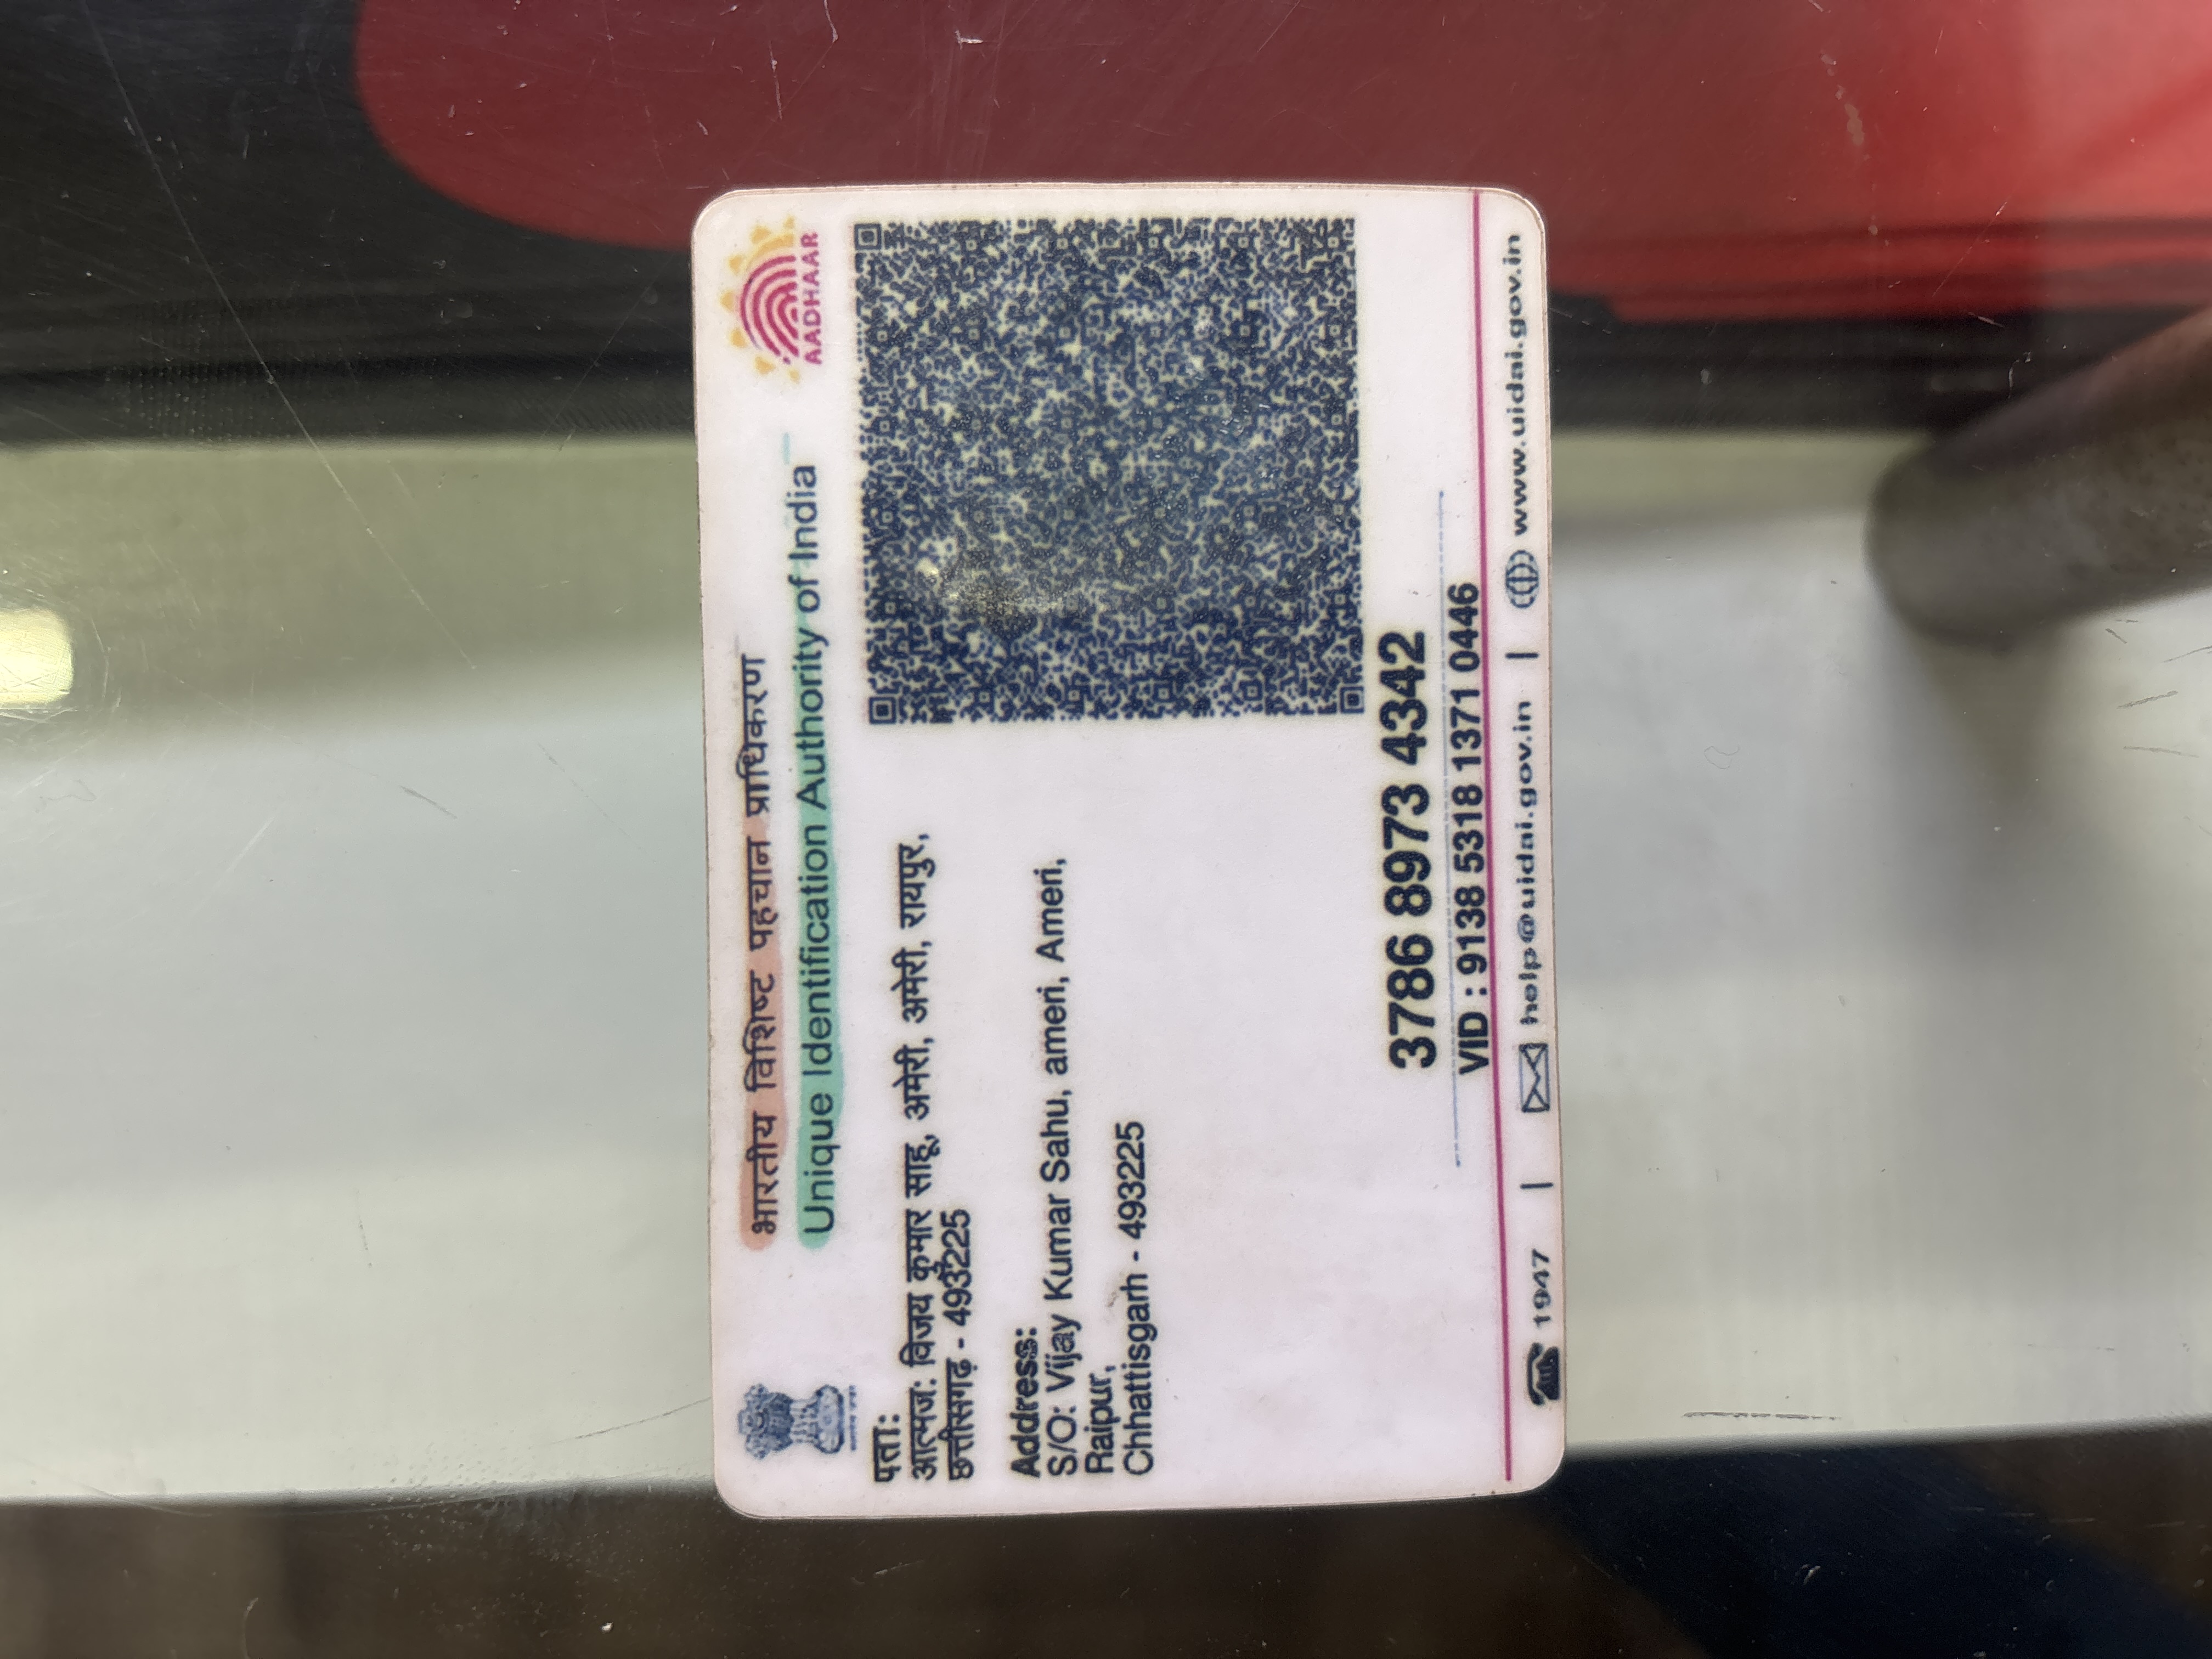 भारतीय विशिष्ट पहचान प्राधिकरण
Unique Identification Authority of India
AADHAAR
पता:
आत्मज: विजय कुमार साहू, अमेरी, अमेरी, रायपुर,
छत्तीसगढ़ - 493225
Address:
S/O: Vijay Kumar Sahu, ameri, Ameri,
Raipur,
Chhattisgarh - 493225
3786 8973 4342
VID : 9138 5318 1371 0446
1947 | help@uidai.gov.in | www.uidai.gov.in